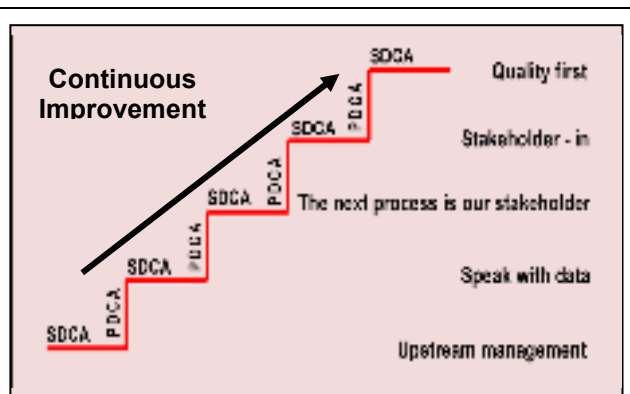 Continuous
Improvement
SDCA
Quality first
PDCA
SDCA
Stakeholder - in
PDCA
SDCA
The next process is our stakeholder
PDCA
SDCA
Speak with data
PDCA
SDCA
Upstream management